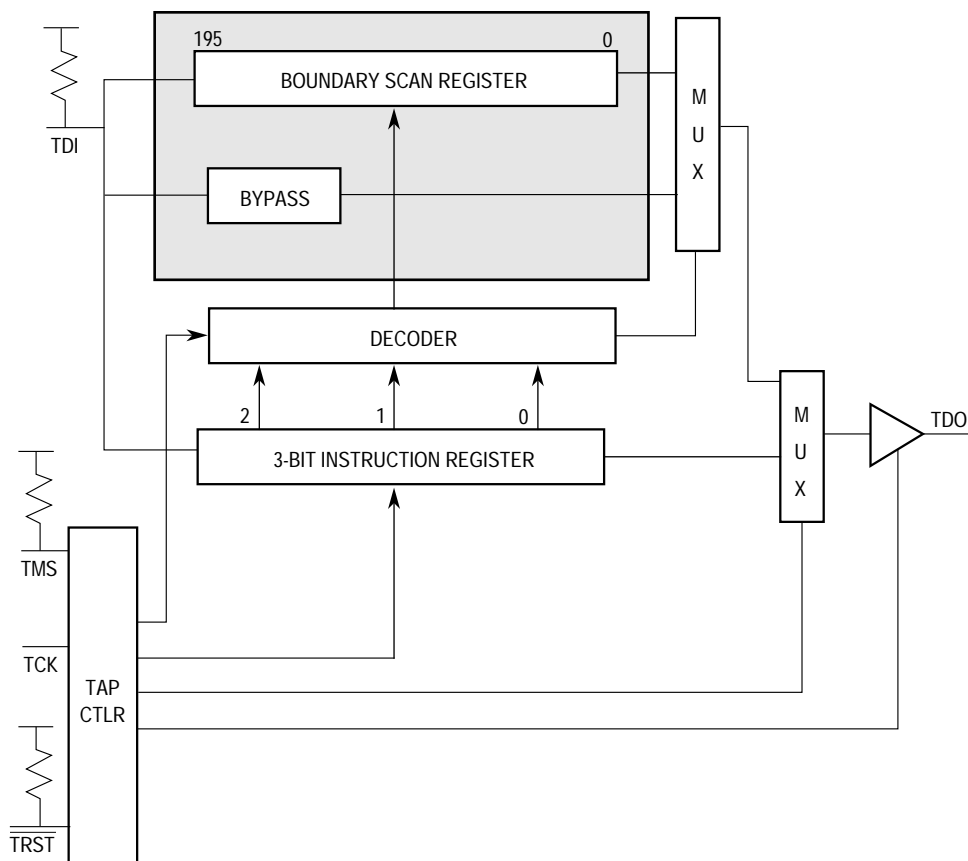 195 0
BOUNDARY SCAN REGISTER
M
U
X
TDI
BYPASS
DECODER
2 1 0
3-BIT INSTRUCTION REGISTER
M
U
X
TDO
TMS
TCK
TAP
CTLR
TRST